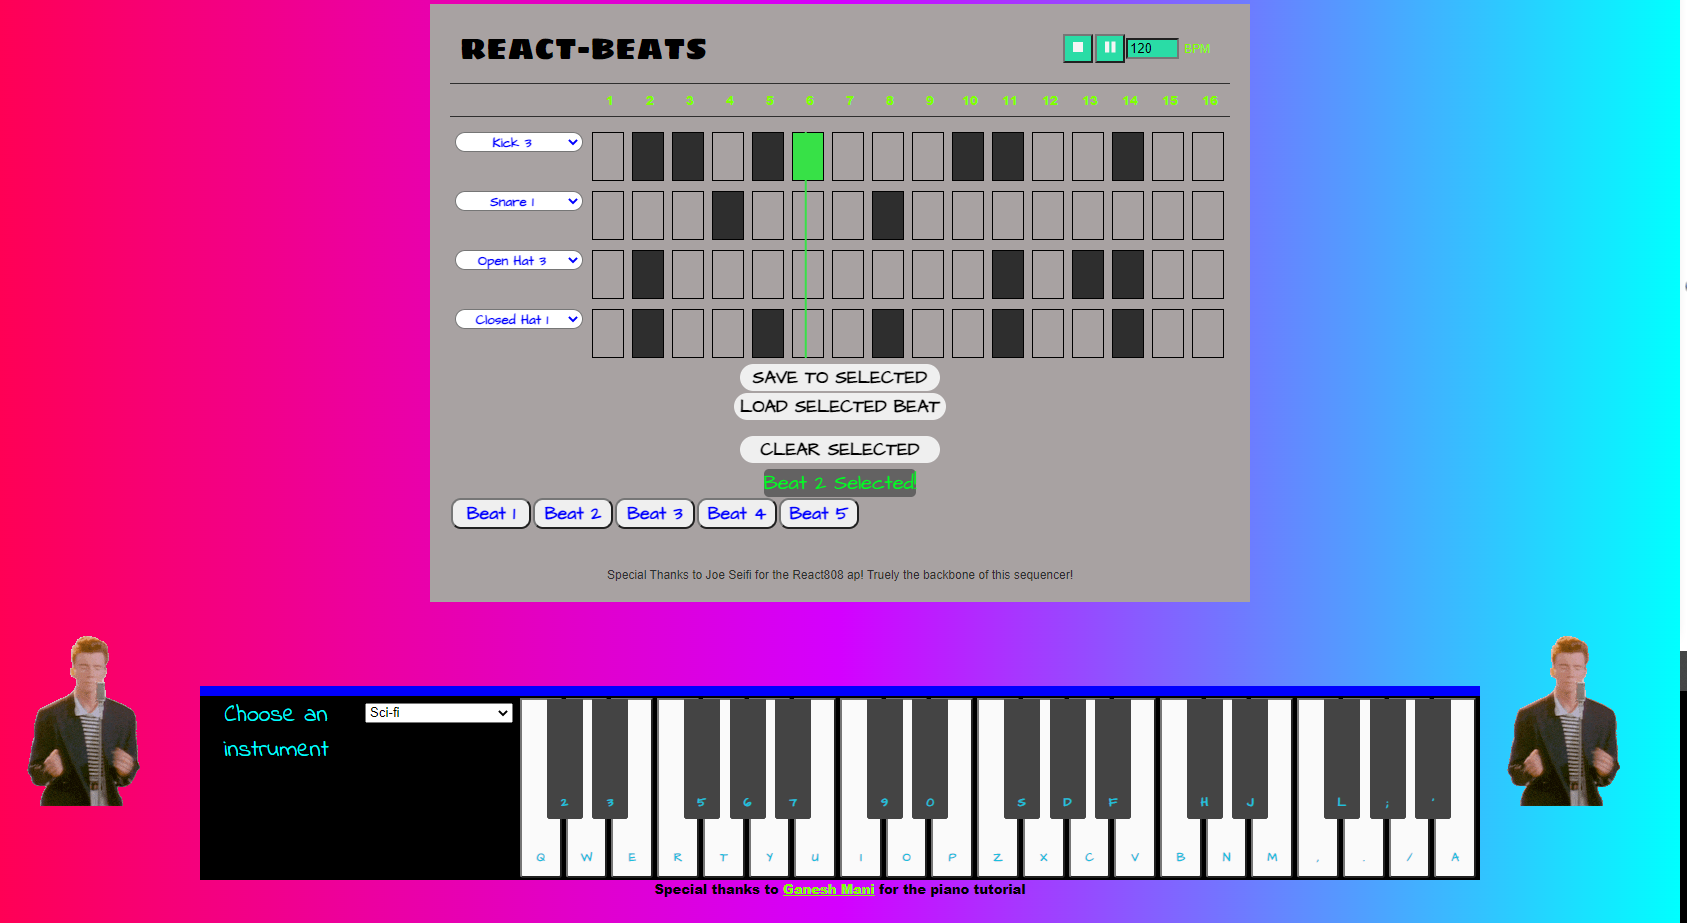 REACT-BEATS
120 BPM
1 2 3 4 5 6 7 8 9 10 11 12 13 14 15 16
Kick 3
Snare 1
Open Hat 3
Closed Hat 1
SAVE TO SELECTED
LOAD SELECTED BEAT
CLEAR SELECTED
Beat 2 Selected!
Beat 1 Beat 2 Beat 3 Beat 4 Beat 5
Special Thanks to Joe Seifi for the React808 ap! Truely the backbone of this sequencer!
Choose an
instrument
Sci-fi
2 3 5 6 7 9 0 S D F H J L ; '
Q W E R T Y U I O P Z X C V B N M , . / A
Special thanks to Ganesh Mani for the piano tutorial